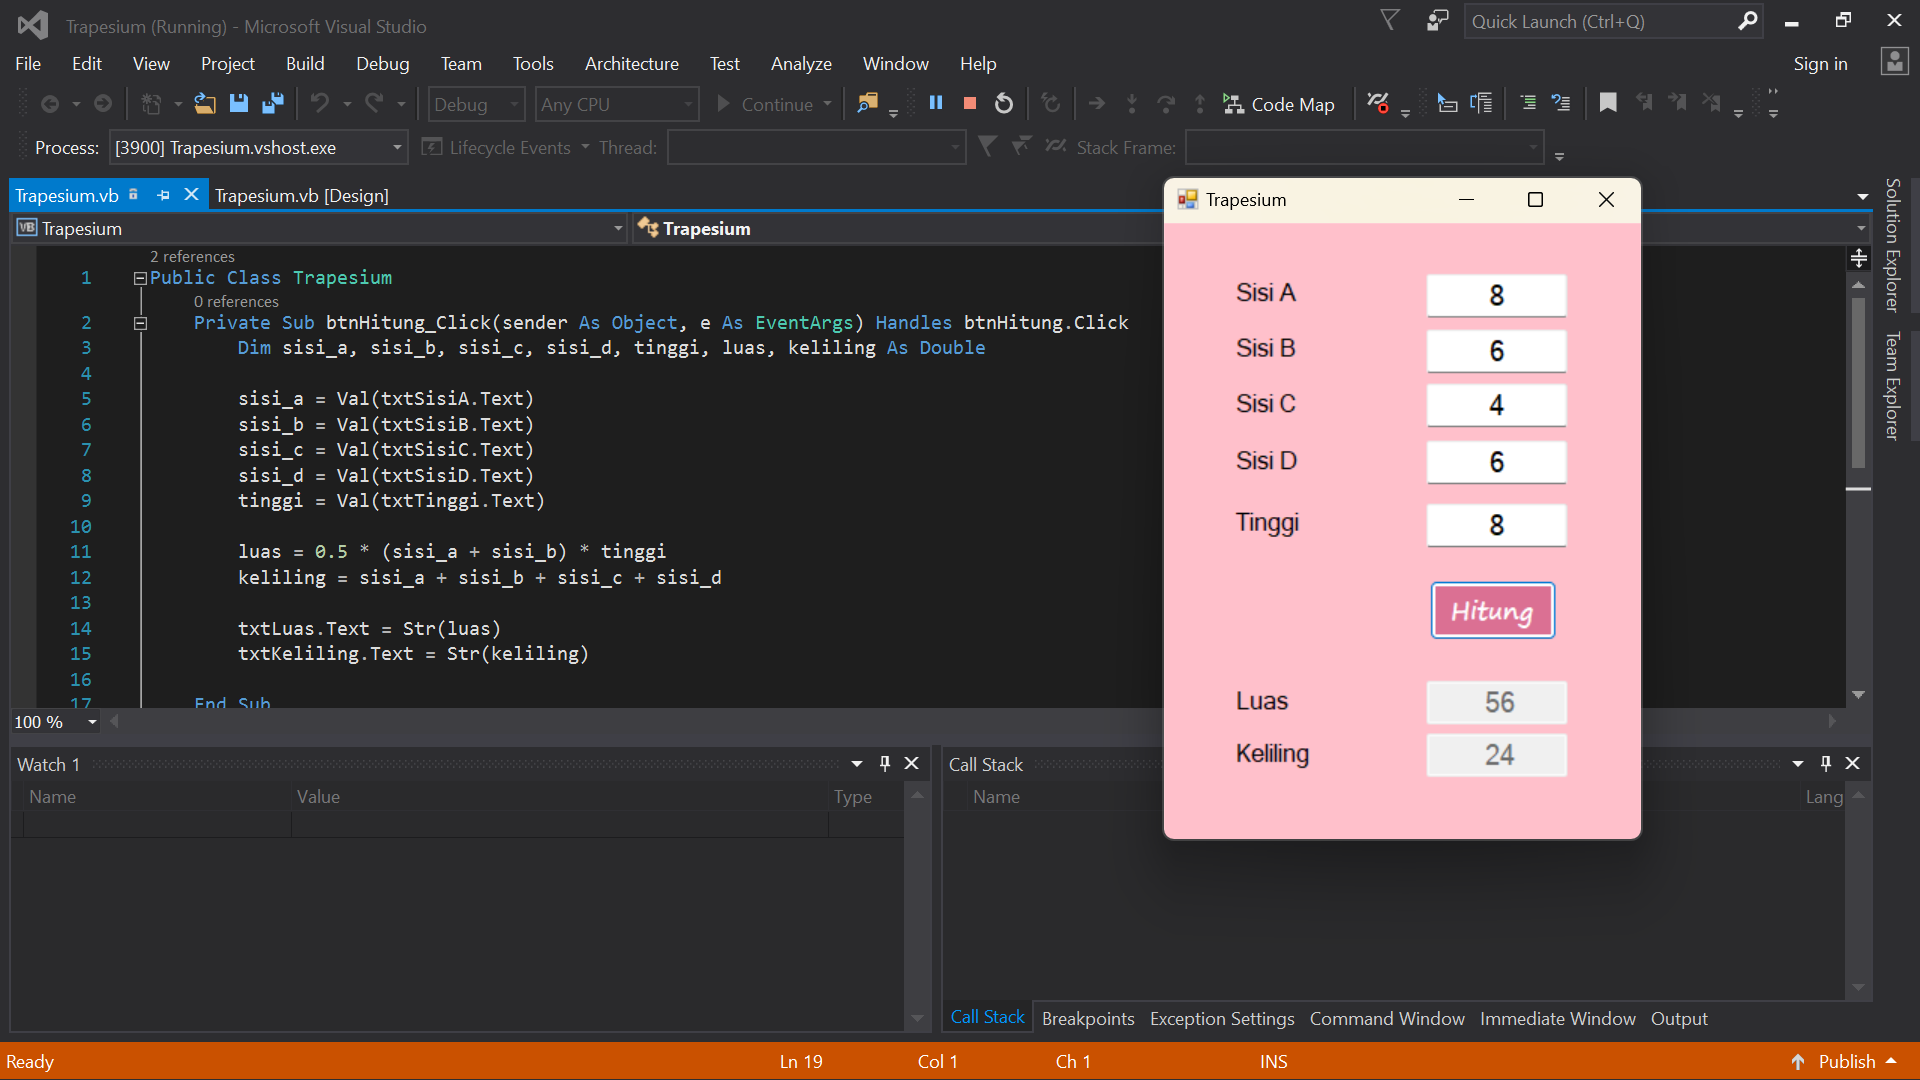 Trapesium (Running) - Microsoft Visual Studio
Quick Launch (Ctrl+Q)
File Edit View Project Build Debug Team Tools Architecture Test Analyze Window Help
Sign in
Debug Any CPU Continue Code Map
Process: [3900] Trapesium.vshost.exe Lifecycle Events Thread: Stack Frame:
Trapesium.vb Trapesium.vb [Design]
VB Trapesium Trapesium
2 references
1 Public Class Trapesium
0 references
2 Private Sub btnHitung_Click(sender As Object, e As EventArgs) Handles btnHitung.Click
3 Dim sisi_a, sisi_b, sisi_c, sisi_d, tinggi, luas, keliling As Double
4
5 sisi_a = Val(txtSisiA.Text)
6 sisi_b = Val(txtSisiB.Text)
7 sisi_c = Val(txtSisiC.Text)
8 sisi_d = Val(txtSisiD.Text)
9 tinggi = Val(txtTinggi.Text)
10
11 luas = 0.5 * (sisi_a + sisi_b) * tinggi
12 keliling = sisi_a + sisi_b + sisi_c + sisi_d
13
14 txtLuas.Text = Str(luas)
15 txtKeliling.Text = Str(keliling)
16
17 End Sub
100 %
Trapesium
Sisi A 8
Sisi B 6
Sisi C 4
Sisi D 6
Tinggi 8
Hitung
Luas 56
Keliling 24
Solution Explorer
Team Explorer
Watch 1
Name Value Type
Call Stack
Name Lang
Call Stack Breakpoints Exception Settings Command Window Immediate Window Output
Ready Ln 19 Col 1 Ch 1 INS Publish